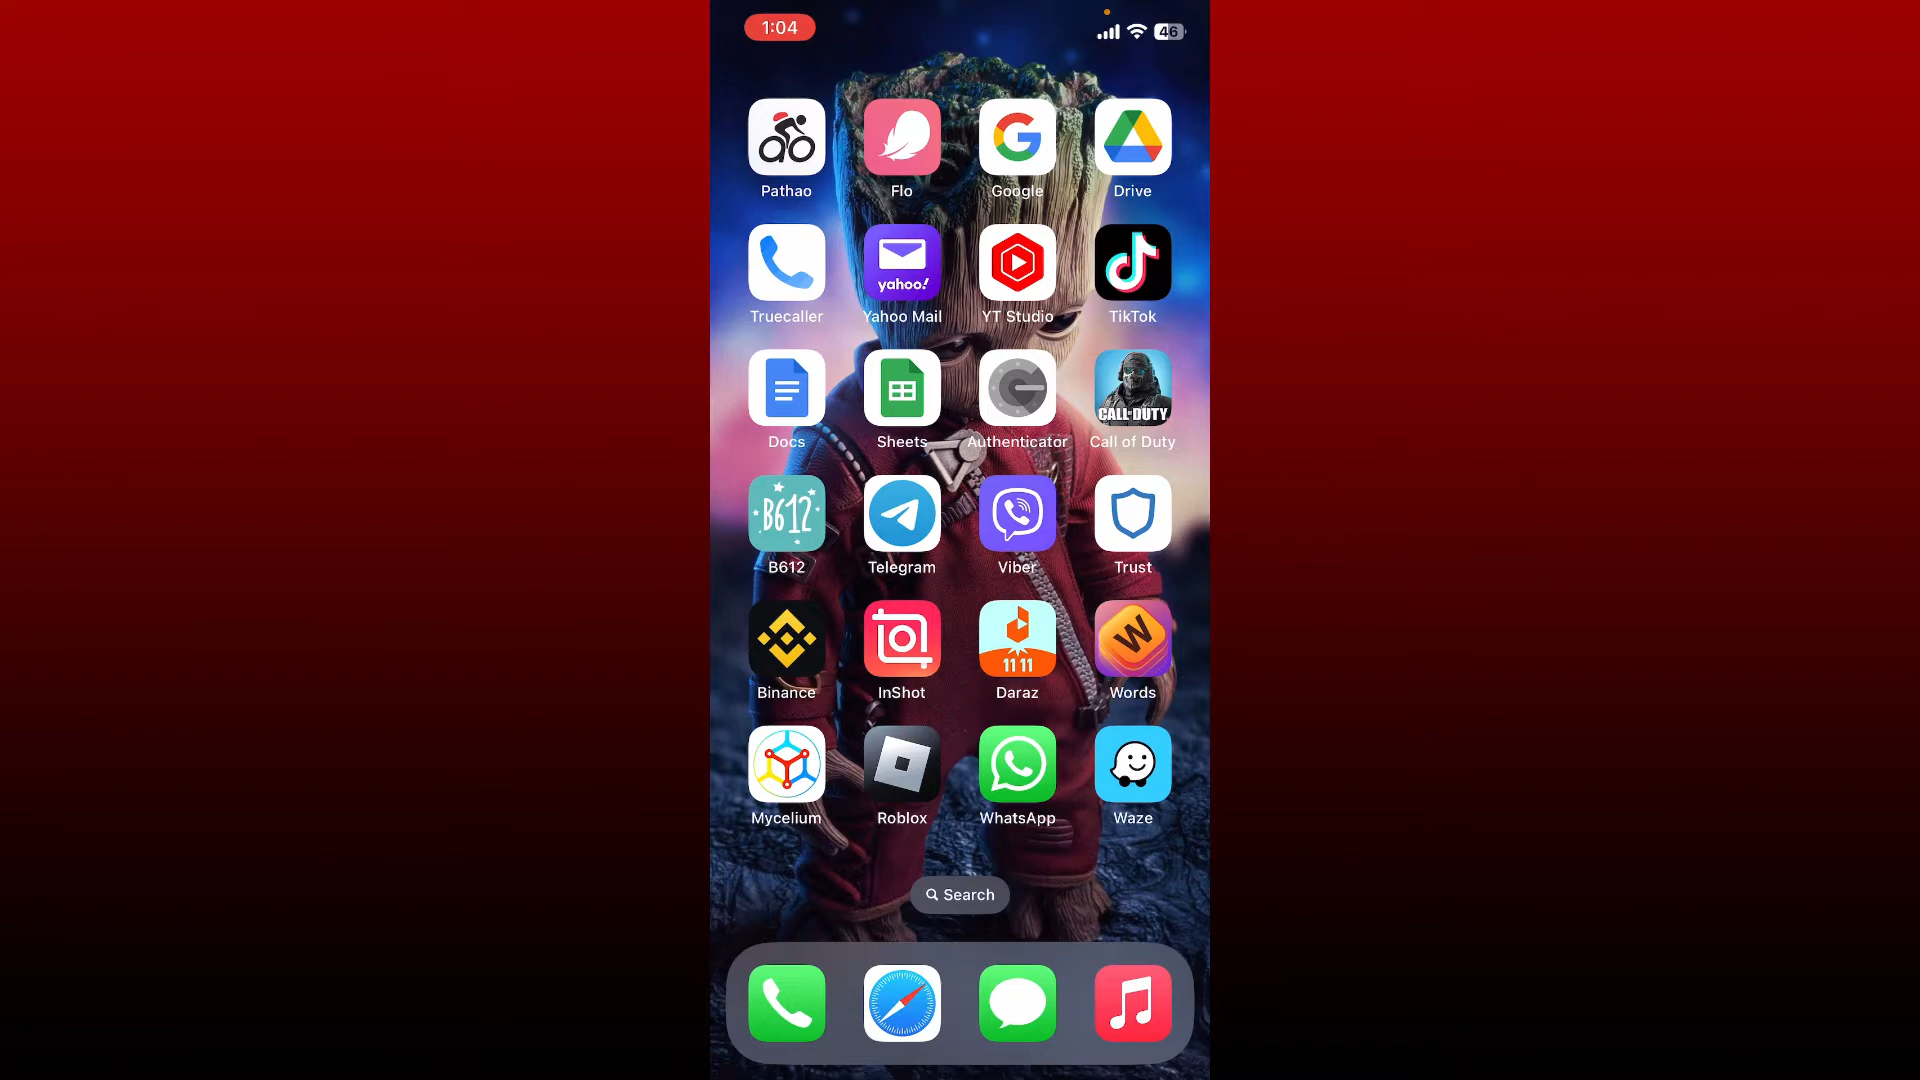 1:04
46
Pathao
Flo
Google
Drive
yahoo!
Truecaller
Yahoo Mail
YT Studio
TikTok
CALL OF DUTY
Docs
Sheets
Authenticator
Call of Duty
B612
B612
Telegram
Viber
Trust
11 11
W
Binance
InShot
Daraz
Words
Mycelium
Roblox
WhatsApp
Waze
Search